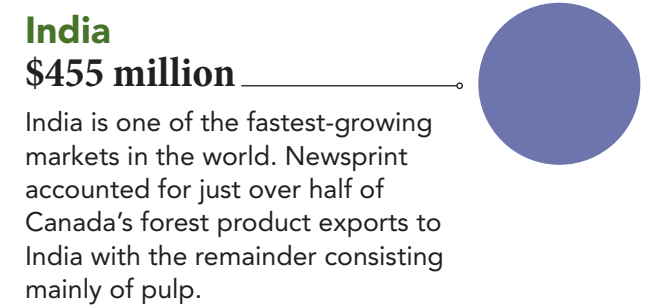 India
$455 million
India is one of the fastest-growing
markets in the world. Newsprint
accounted for just over half of
Canada’s forest product exports to
India with the remainder consisting
mainly of pulp.